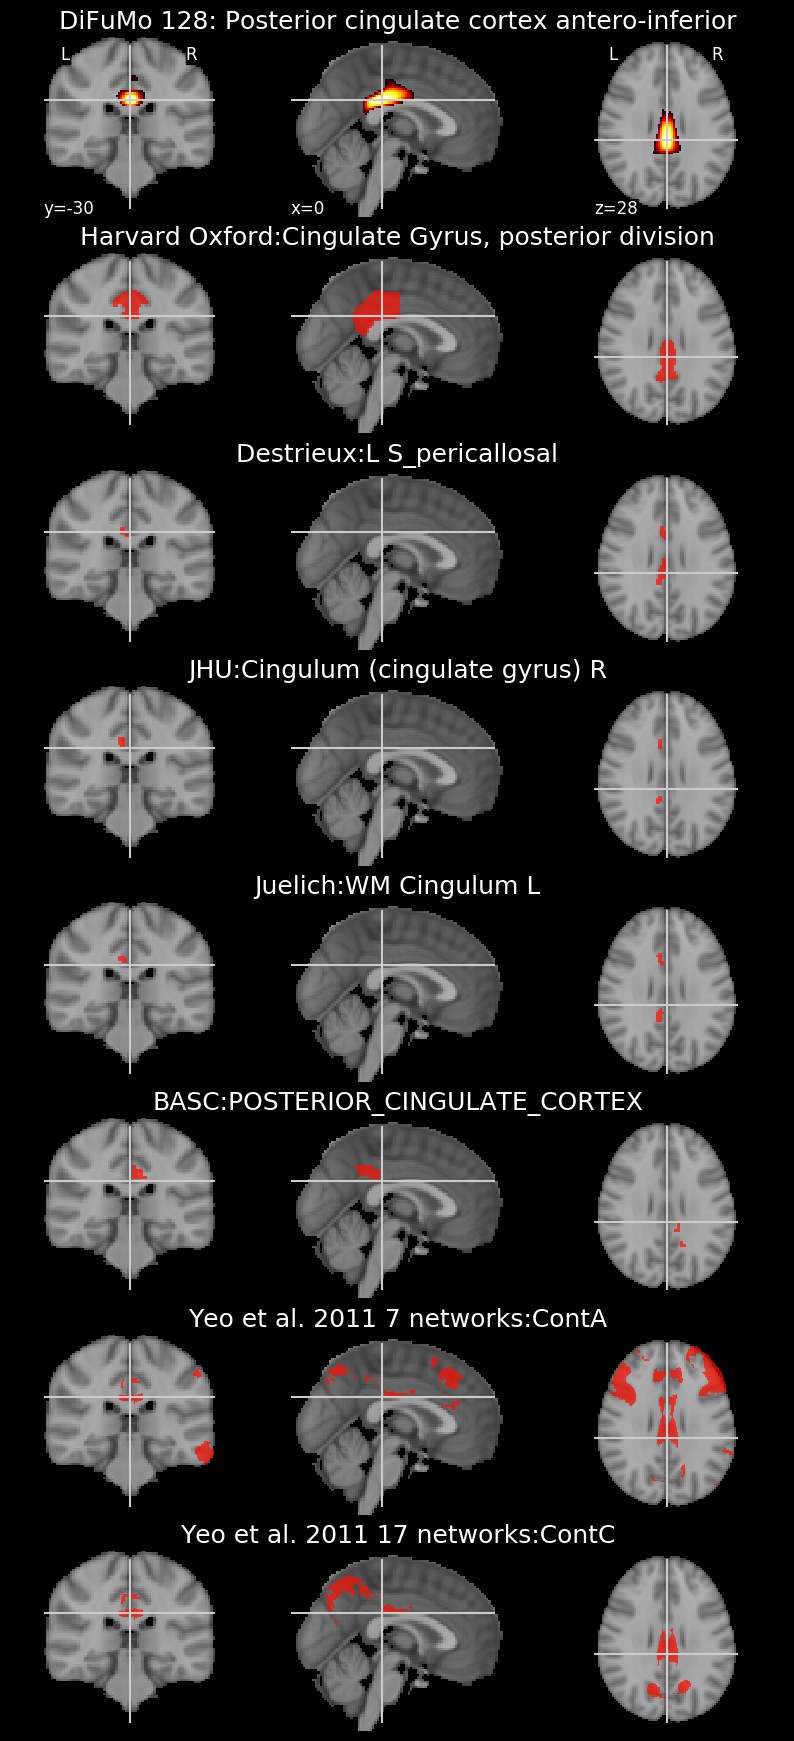 DiFuMo 128: Posterior cingulate cortex antero-inferior
L R L R
y=-30 x=0 z=28
Harvard Oxford:Cingulate Gyrus, posterior division
Destrieux:L S_pericallosal
JHU:Cingulum (cingulate gyrus) R
Juelich:WM Cingulum L
BASC:POSTERIOR_CINGULATE_CORTEX
Yeo et al. 2011 7 networks:ContA
Yeo et al. 2011 17 networks:ContC